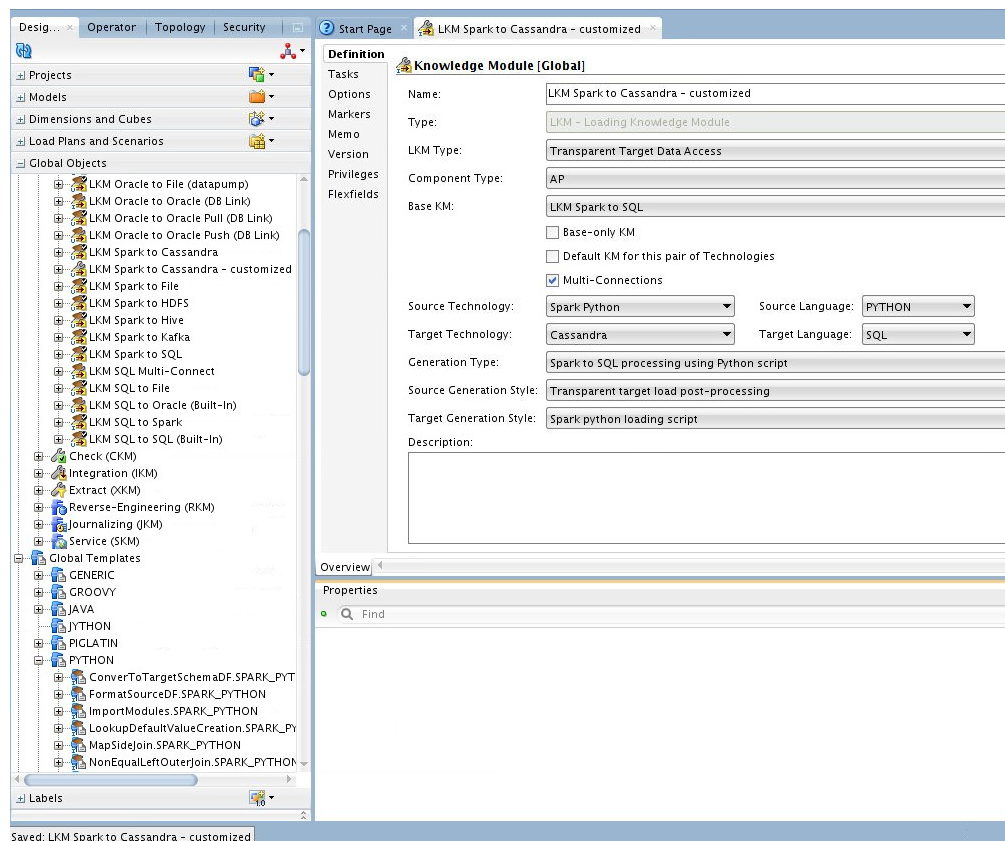 Desig...
Operator
Topology
Security
Projects
Models
Dimensions and Cubes
Load Plans and Scenarios
Global Objects
LKM Oracle to File (datapump)
LKM Oracle to Oracle (DB Link)
LKM Oracle to Oracle Pull (DB Link)
LKM Oracle to Oracle Push (DB Link)
LKM Spark to Cassandra
LKM Spark to Cassandra - customized
LKM Spark to File
LKM Spark to HDFS
LKM Spark to Hive
LKM Spark to Kafka
LKM Spark to SQL
LKM SQL Multi-Connect
LKM SQL to File
LKM SQL to Oracle (Built-In)
LKM SQL to Spark
LKM SQL to SQL (Built-In)
Check (CKM)
Integration (IKM)
Extract (XKM)
Reverse-Engineering (RKM)
Journalizing (JKM)
Service (SKM)
Global Templates
GENERIC
GROOVY
JAVA
JYTHON
PIGLATIN
PYTHON
ConverToTargetSchemaDF.SPARK_PYT
FormatSourceDF.SPARK_PYTHON
ImportModules.SPARK_PYTHON
LookupDefaultValueCreation.SPARK_PY
MapSideJoin.SPARK_PYTHON
NonEqualLeftOuterJoin.SPARK_PYTHON
Labels
Saved: LKM Spark to Cassandra - customized
Start Page
LKM Spark to Cassandra - customized
Definition
Tasks
Options
Markers
Memo
Version
Privileges
Flexfields
Knowledge Module [Global]
Name: LKM Spark to Cassandra - customized
Type: LKM - Loading Knowledge Module
LKM Type: Transparent Target Data Access
Component Type: AP
Base KM: LKM Spark to SQL
Base-only KM
Default KM for this pair of Technologies
Multi-Connections
Source Technology: Spark Python Source Language: PYTHON
Target Technology: Cassandra Target Language: SQL
Generation Type: Spark to SQL processing using Python script
Source Generation Style: Transparent target load post-processing
Target Generation Style: Spark python loading script
Description:
Overview
Properties
Find